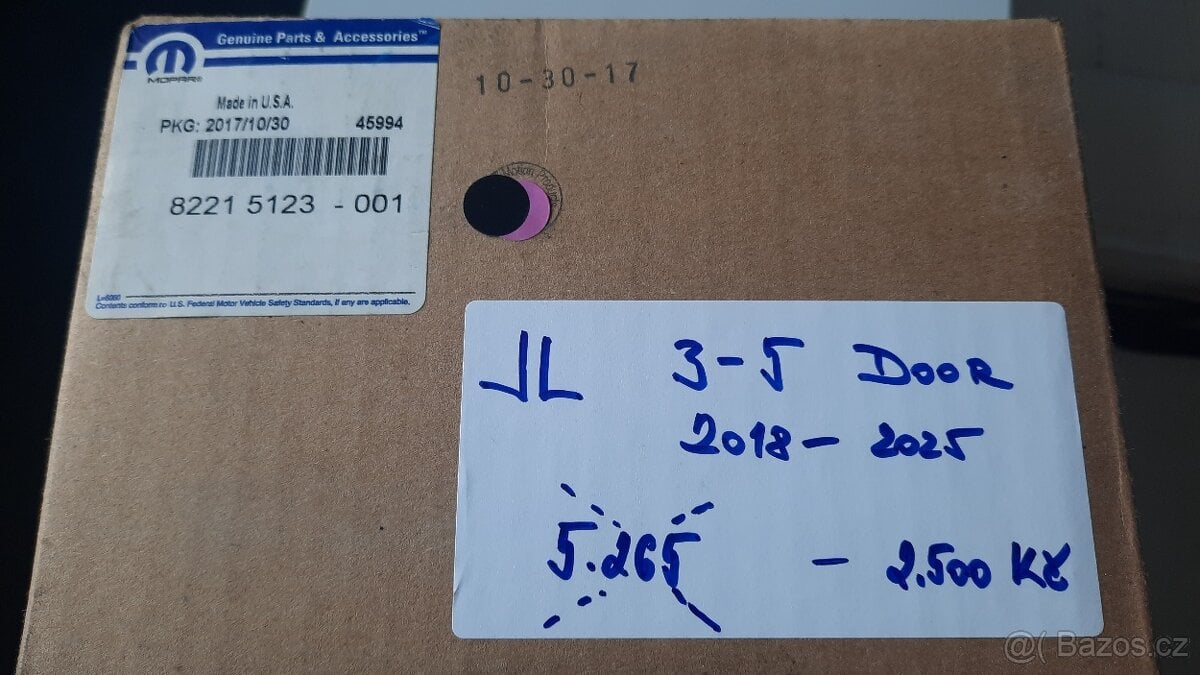 Genuine Parts & Accessories™
MOPAR®
Made in U.S.A.
PKG: 2017/10/30 45994
8221 5123 - 001
Contents conform to U.S. Federal Motor Vehicle Safety Standards, if any are applicable.
10-30-17
Motion
JL 3-5 DOOR
2018 - 2025
5.265 - 2.500 Kč
@( Bazos.cz